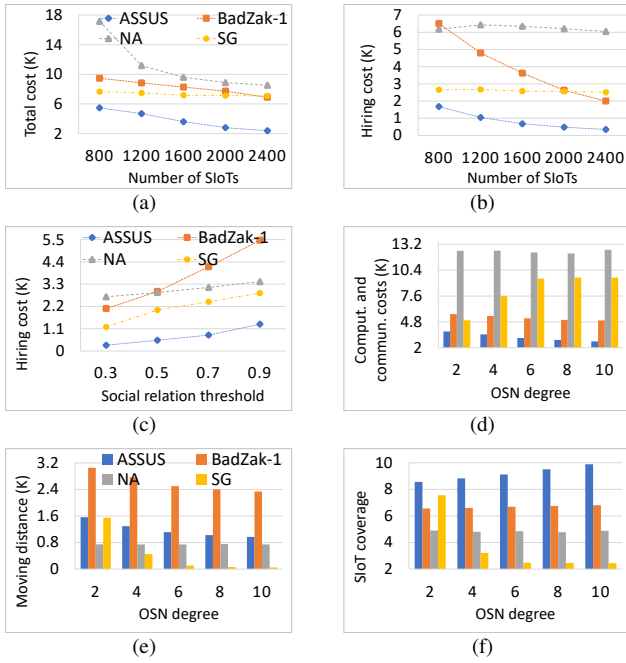 ASSUS BadZak-1
NA SG
18
14
10
6
2
Total cost (K)
800 1200 1600 2000 2400
Number of SIoTs
(a)
7
6
5
4
3
2
1
0
Hiring cost (K)
800 1200 1600 2000 2400
Number of SIoTs
(b)
ASSUS BadZak-1
NA SG
5.5
4.4
3.3
2.2
1.1
0
Hiring cost (K)
0.3 0.5 0.7 0.9
Social relation threshold
(c)
13.2
10.4
7.6
4.8
2
Comput. and
commun. costs (K)
2 4 6 8 10
OSN degree
(d)
ASSUS BadZak-1
NA SG
3.2
2.4
1.6
0.8
0
Moving distance (K)
2 4 6 8 10
OSN degree
(e)
10
8
6
4
2
SIoT coverage
2 4 6 8 10
OSN degree
(f)